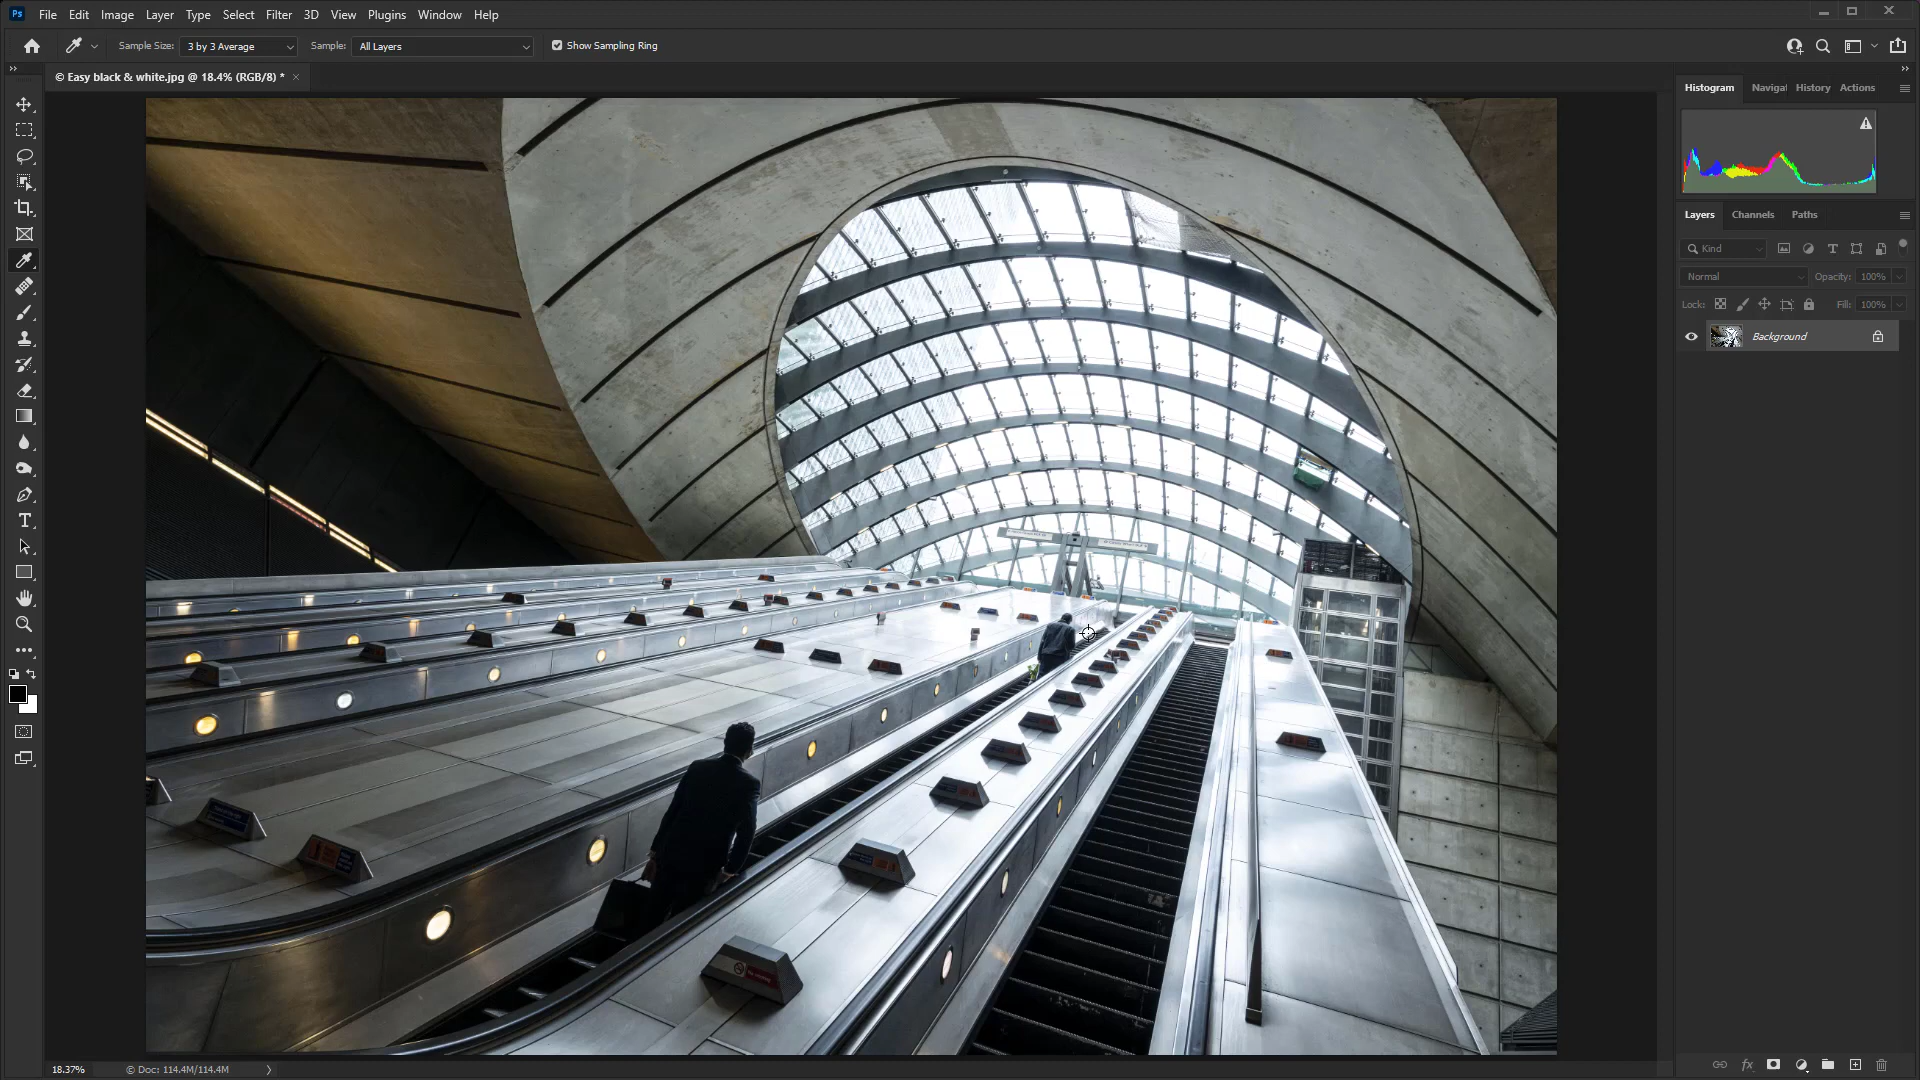 Ps File Edit Image Layer Type Select Filter 3D View Plugins Window Help
Sample Size: 3 by 3 Average Sample: All Layers Show Sampling Ring
© Easy black & white.jpg @ 18.4% (RGB/8) *
Histogram Navigat History Actions
Layers Channels Paths
Kind
Normal Opacity: 100%
Lock: Fill: 100%
Background
18.37% © Doc: 114.4M/114.4M